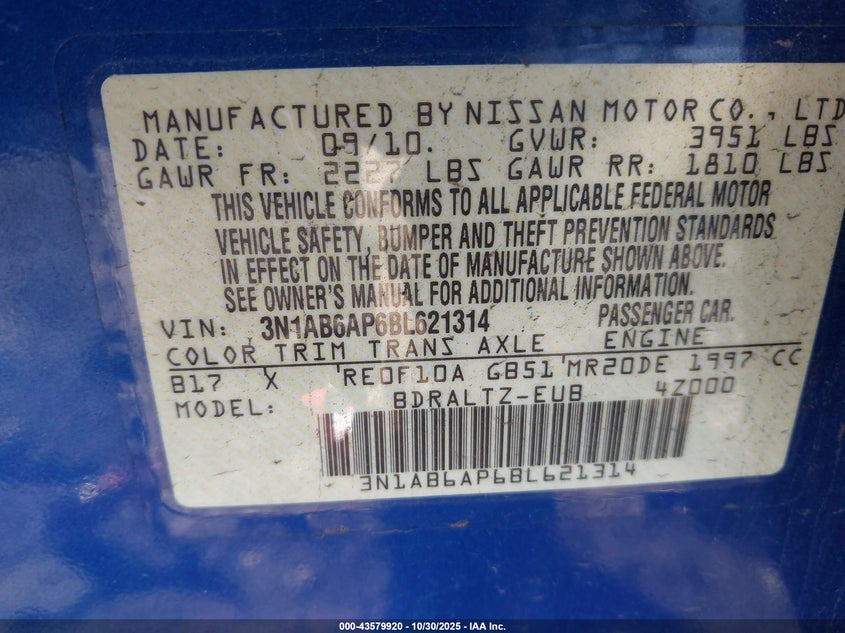 MANUFACTURED BY NISSAN MOTOR CO., LTD
DATE: 09/10. GVWR: 3951 LBS
GAWR FR: 2227 LBS GAWR RR: 1810 LBS
THIS VEHICLE CONFORMS TO ALL APPLICABLE FEDERAL MOTOR
VEHICLE SAFETY, BUMPER AND THEFT PREVENTION STANDARDS
IN EFFECT ON THE DATE OF MANUFACTURE SHOWN ABOVE.
SEE OWNER'S MANUAL FOR ADDITIONAL INFORMATION.
VIN: 3N1AB6AP6BL621314 PASSENGER CAR.
COLOR TRIM TRANS AXLE ENGINE
B17 X RE0F10A GB51 MR20DE 1997 CC
MODEL: BDRALTZ-EUB 4Z000
3N1AB6AP6BL621314
000-43579920 • 10/30/2025 • IAA Inc.